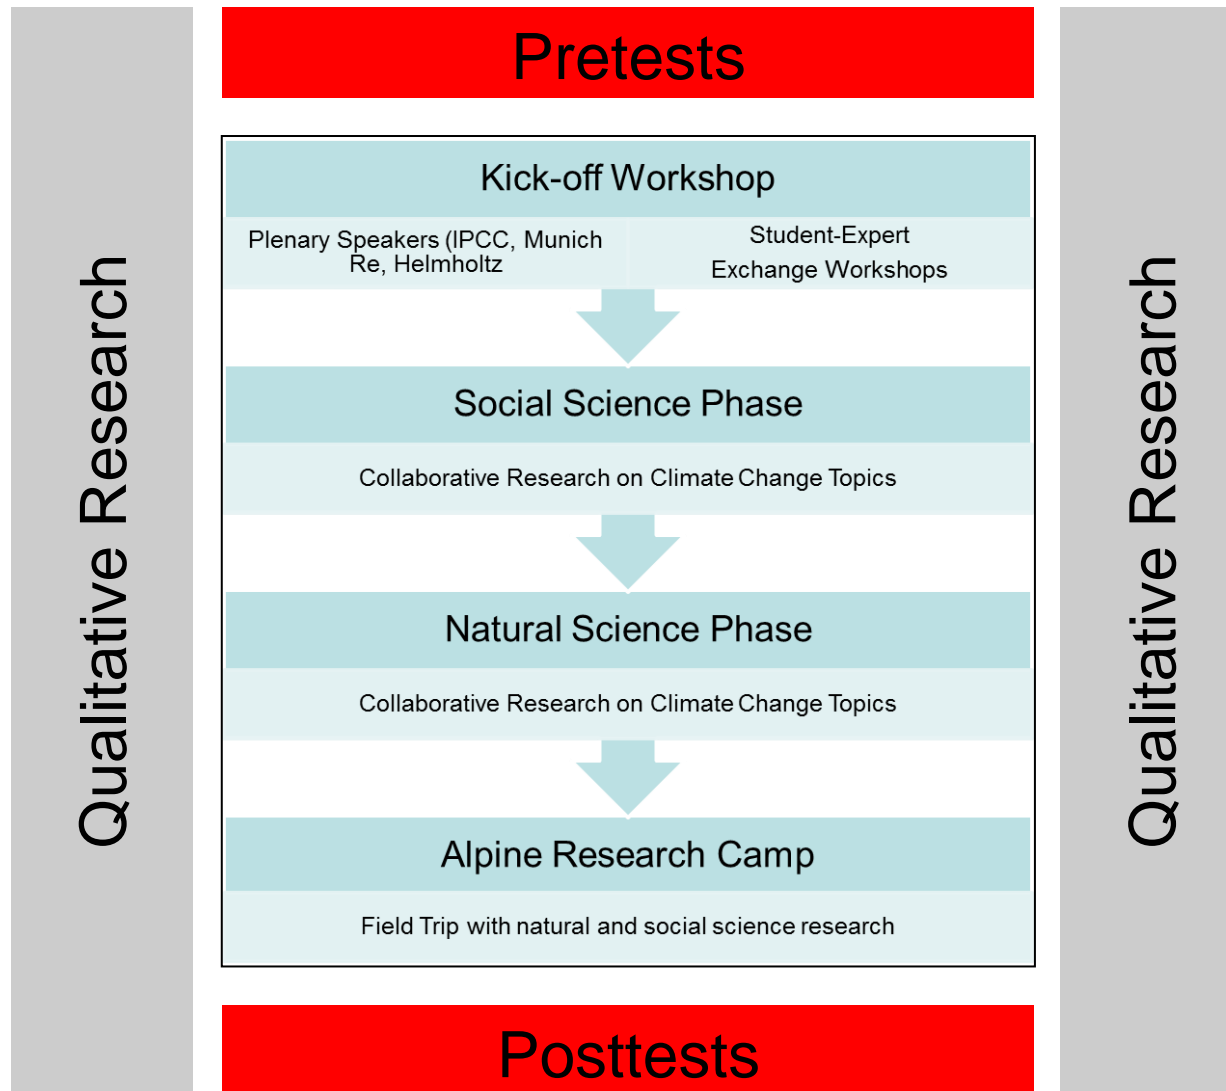 Pretests
Qualitative Research
Kick-off Workshop
Plenary Speakers (IPCC, Munich
Re, Helmholtz
Student-Expert
Exchange Workshops
Social Science Phase
Collaborative Research on Climate Change Topics
Natural Science Phase
Collaborative Research on Climate Change Topics
Alpine Research Camp
Field Trip with natural and social science research
Qualitative Research
Posttests